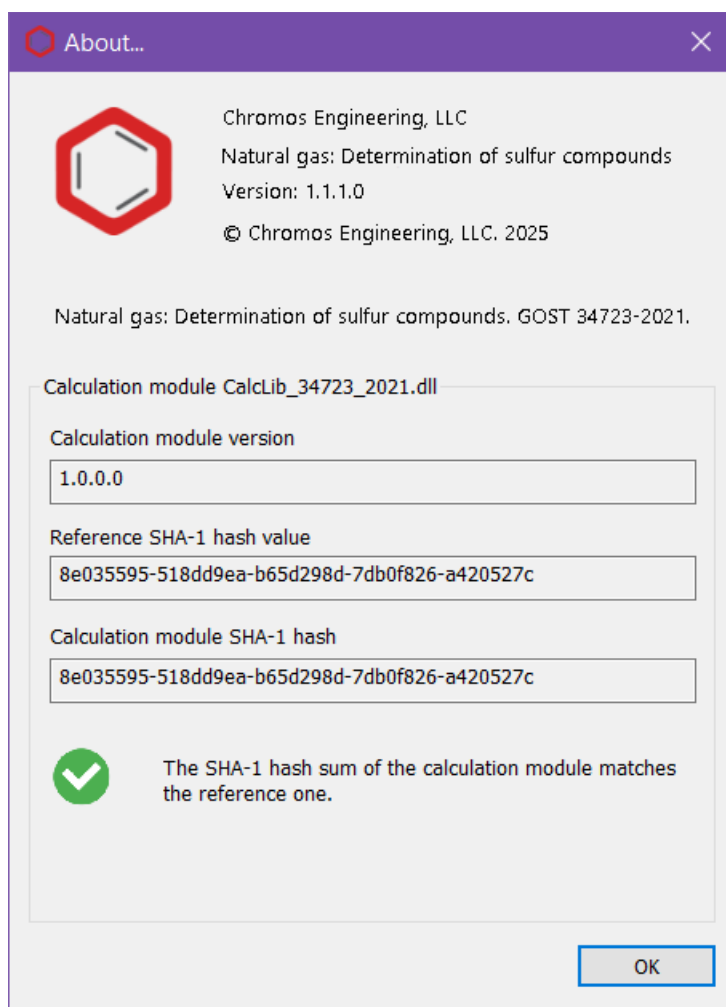 About...
Chromos Engineering, LLC
Natural gas: Determination of sulfur compounds
Version: 1.1.1.0
© Chromos Engineering, LLC. 2025
Natural gas: Determination of sulfur compounds. GOST 34723-2021.
Calculation module CalcLib_34723_2021.dll
Calculation module version
1.0.0.0
Reference SHA-1 hash value
8e035595-518dd9ea-b65d298d-7db0f826-a420527c
Calculation module SHA-1 hash
8e035595-518dd9ea-b65d298d-7db0f826-a420527c
The SHA-1 hash sum of the calculation module matches
the reference one.
OK